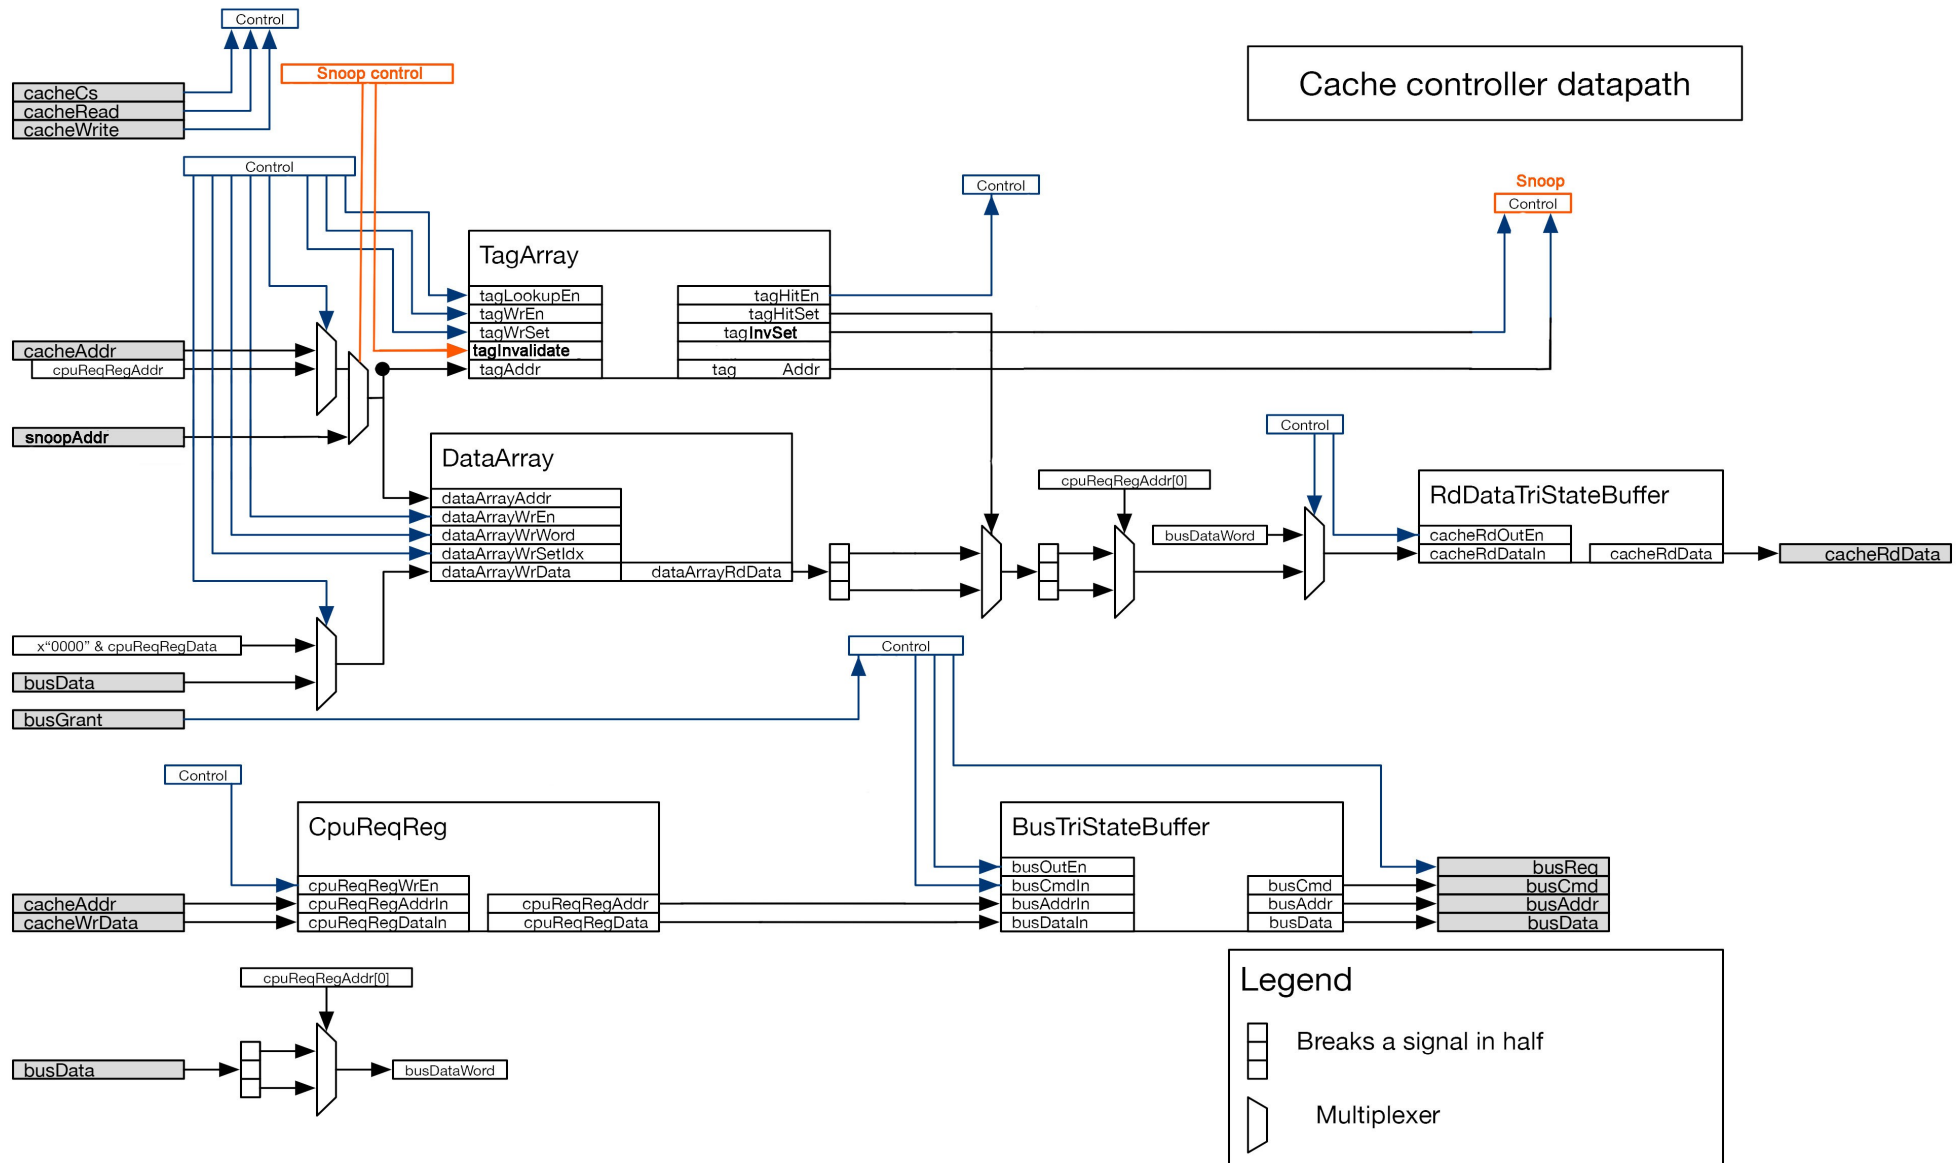 Control
Snoop control
cacheCs
cacheRead
cacheWrite
Cache controller datapath
Control
Control
Snoop
Control
TagArray
tagLookupEn
tagWrEn
tagWrSet
tagInvalidate
tagAddr
tagHitEn
tagHitSet
tagInvSet
tag Addr
cacheAddr
cpuReqRegAddr
snoopAddr
DataArray
dataArrayAddr
dataArrayWrEn
dataArrayWrWord
dataArrayWrSetIdx
dataArrayWrData
dataArrayRdData
cpuReqRegAddr[0]
busDataWord
Control
RdDataTriStateBuffer
cacheRdOutEn
cacheRdDataIn
cacheRdData
cacheRdData
x“0000” & cpuReqRegData
busData
busGrant
Control
Control
CpuReqReg
cpuReqRegWrEn
cpuReqRegAddrIn
cpuReqRegDataIn
cpuReqRegAddr
cpuReqRegData
cacheAddr
cacheWrData
BusTriStateBuffer
busOutEn
busCmdIn
busAddrIn
busDataIn
busCmd
busAddr
busData
busReq
busCmd
busAddr
busData
cpuReqRegAddr[0]
busData
busDataWord
Legend
Breaks a signal in half
Multiplexer